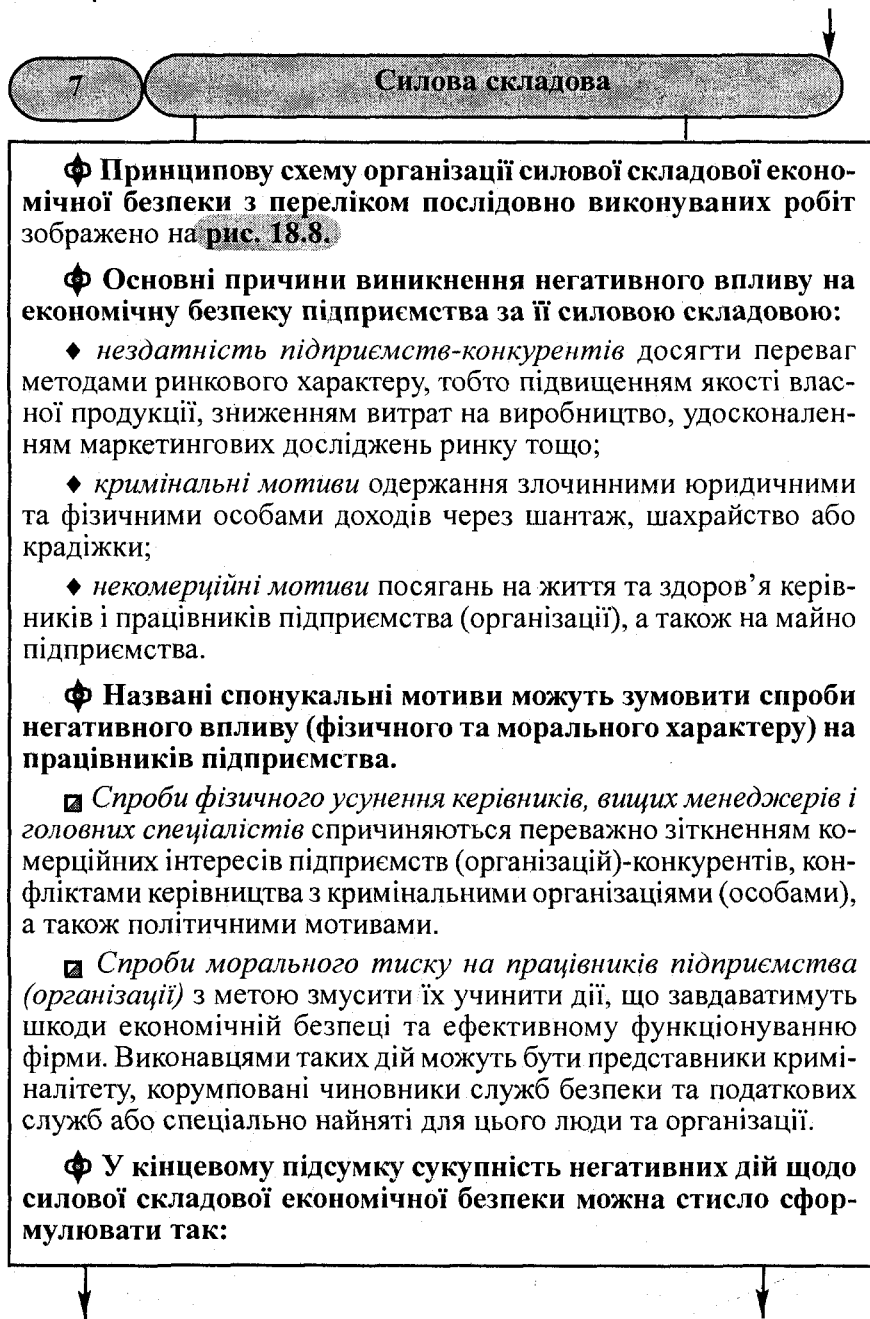 7 Силова складова
Принципову схему організації силової складової еконо-
мічної безпеки з переліком послідовно виконуваних робіт
зображено на рис. 18.8.
Основні причини виникнення негативного впливу на
економічну безпеку підприємства за її силовою складовою:
♦ нездатність підприємств-конкурентів досягти переваг
методами ринкового характеру, тобто підвищенням якості влас-
ної продукції, зниженням витрат на виробництво, удосконален-
ням маркетингових досліджень ринку тощо;
♦ кримінальні мотиви одержання злочинними юридичними
та фізичними особами доходів через шантаж, шахрайство або
крадіжки;
♦ некомерційні мотиви посягань на життя та здоров’я керів-
ників і працівників підприємства (організації), а також на майно
підприємства.
Названі спонукальні мотиви можуть зумовити спроби
негативного впливу (фізичного та морального характеру) на
працівників підприємства.
Спроби фізичного усунення керівників, вищих менеджерів і
головних спеціалістів спричиняються переважно зіткненням ко-
мерційних інтересів підприємств (організацій)-конкурентів, кон-
фліктами керівництва з кримінальними організаціями (особами),
а також політичними мотивами.
Спроби морального тиску на працівників підприємства
(організації) з метою змусити їх учинити дії, що завдаватимуть
шкоди економічній безпеці та ефективному функціонуванню
фірми. Виконавцями таких дій можуть бути представники кримі-
налітету, корумповані чиновники служб безпеки та податкових
служб або спеціально найняті для цього люди та організації.
У кінцевому підсумку сукупність негативних дій щодо
силової складової економічної безпеки можна стисло сфор-
мулювати так: